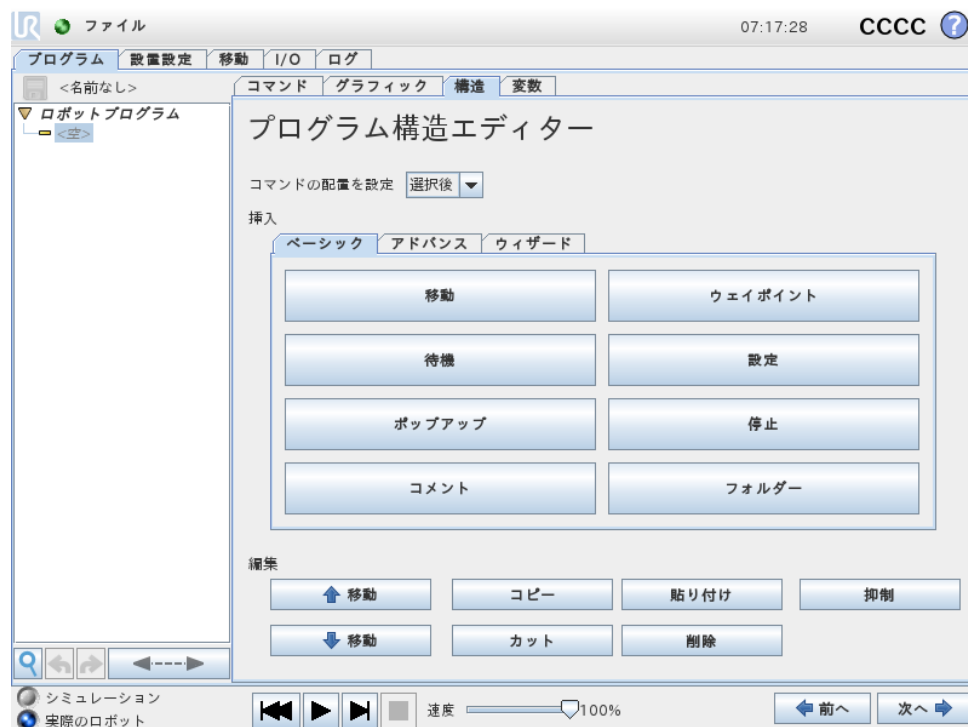 UR ファイル 07:17:28 CCCC ?
プログラム 設置設定 移動 I/O ログ
<名前なし>
コマンド グラフィック 構造 変数
ロボットプログラム
<空>
プログラム構造エディター
コマンドの配置を設定 選択後
挿入
ベーシック アドバンス ウィザード
移動 ウェイポイント
待機 設定
ポップアップ 停止
コメント フォルダー
編集
移動 コピー 貼り付け 抑制
移動 カット 削除
シミュレーション
実際のロボット
速度 100% 前へ 次へ